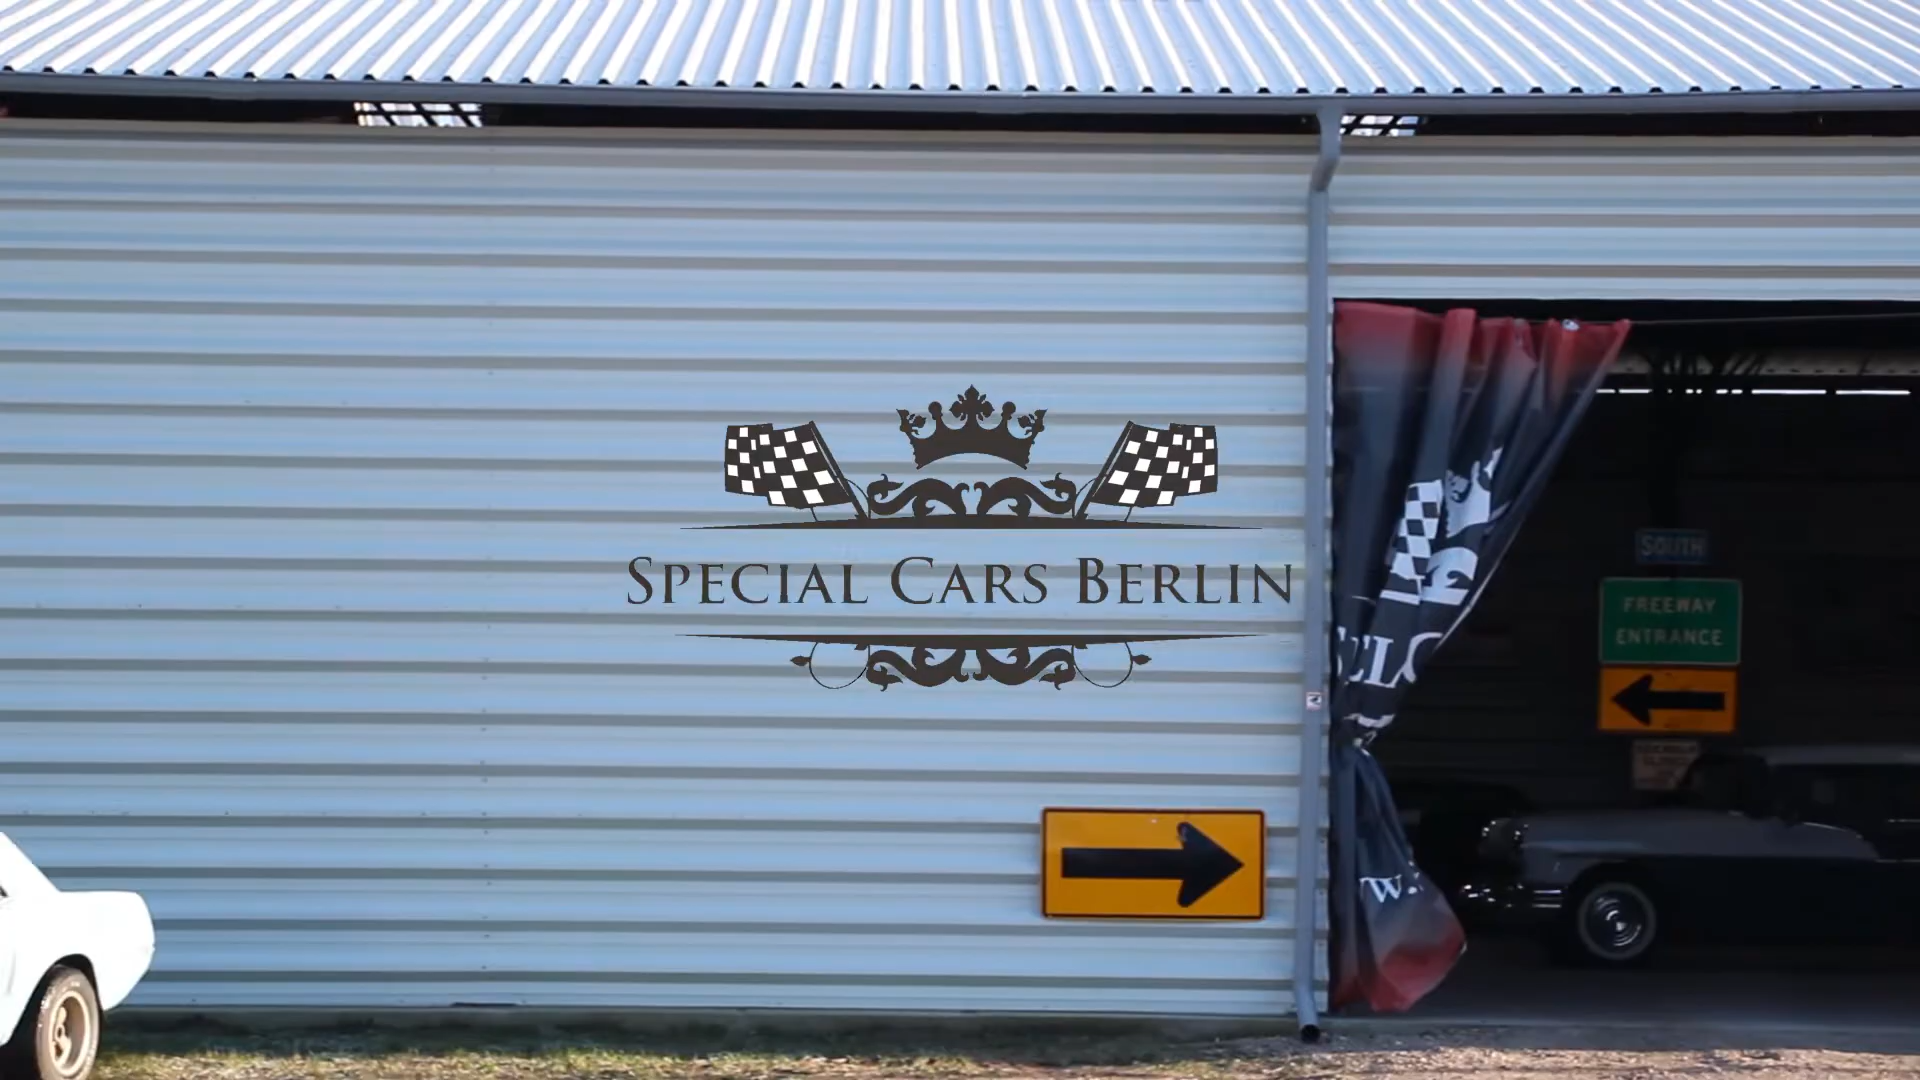 SPECIAL CARS BERLIN
SOUTH
FREEWAY
ENTRANCE